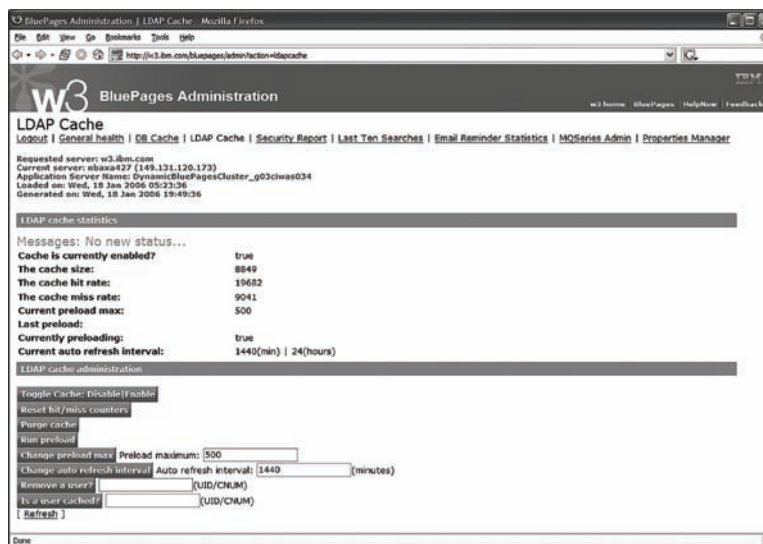 BluePages Administration | LDAP Cache - Mozilla Firefox
File Edit View Go Bookmarks Tools Help
http://w3.ibm.com/bluepages/admin?action=ldapcache
G,
IBM
w3 BluePages Administration
w3 home | BluePages | HelpNow | Feedback
LDAP Cache
Logout | General health | DB Cache | LDAP Cache | Security Report | Last Ten Searches | Email Reminder Statistics | MQSeries Admin | Properties Manager
Requested server: w3.ibm.com
Current server: nbaxa427 (149.131.120.173)
Application Server Name: DynamicBluePagesCluster_g03ciwas034
Loaded on: Wed, 18 Jan 2006 05:23:36
Generated on: Wed, 18 Jan 2006 19:49:36
LDAP cache statistics
Messages: No new status...
Cache is currently enabled? true
The cache size: 8849
The cache hit rate: 19682
The cache miss rate: 9041
Current preload max: 500
Last preload:
Currently preloading: true
Current auto refresh interval: 1440(min) | 24(hours)
LDAP cache administration
Toggle Cache: Disable|Enable
Reset hit/miss counters
Purge cache
Run preload
Change preload max Preload maximum: 500
Change auto refresh interval Auto refresh interval: 1440 (minutes)
Remove a user? (UID/CNUM)
Is a user cached? (UID/CNUM)
[ Refresh ]
Done